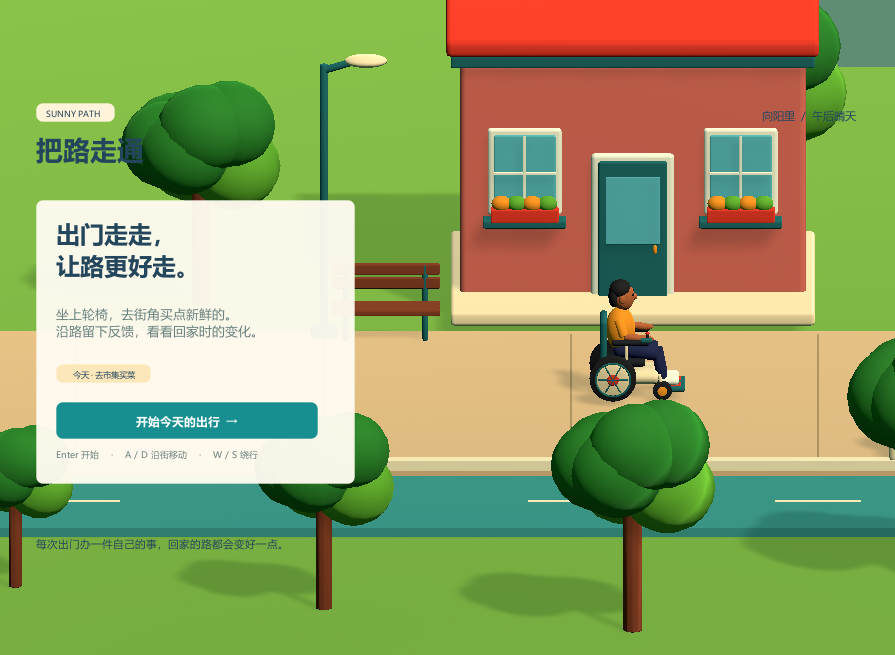 SUNNY PATH
把路走通
向阳里 / 午后晴天
出门走走，
让路更好走。
坐上轮椅，去街角买点新鲜的。
沿路留下反馈，看看回家时的变化。
今天 · 去市集买菜
开始今天的出行 →
Enter 开始 · A / D 沿街移动 · W / S 绕行
每次出门办一件自己的事，回家的路都会变好一点。